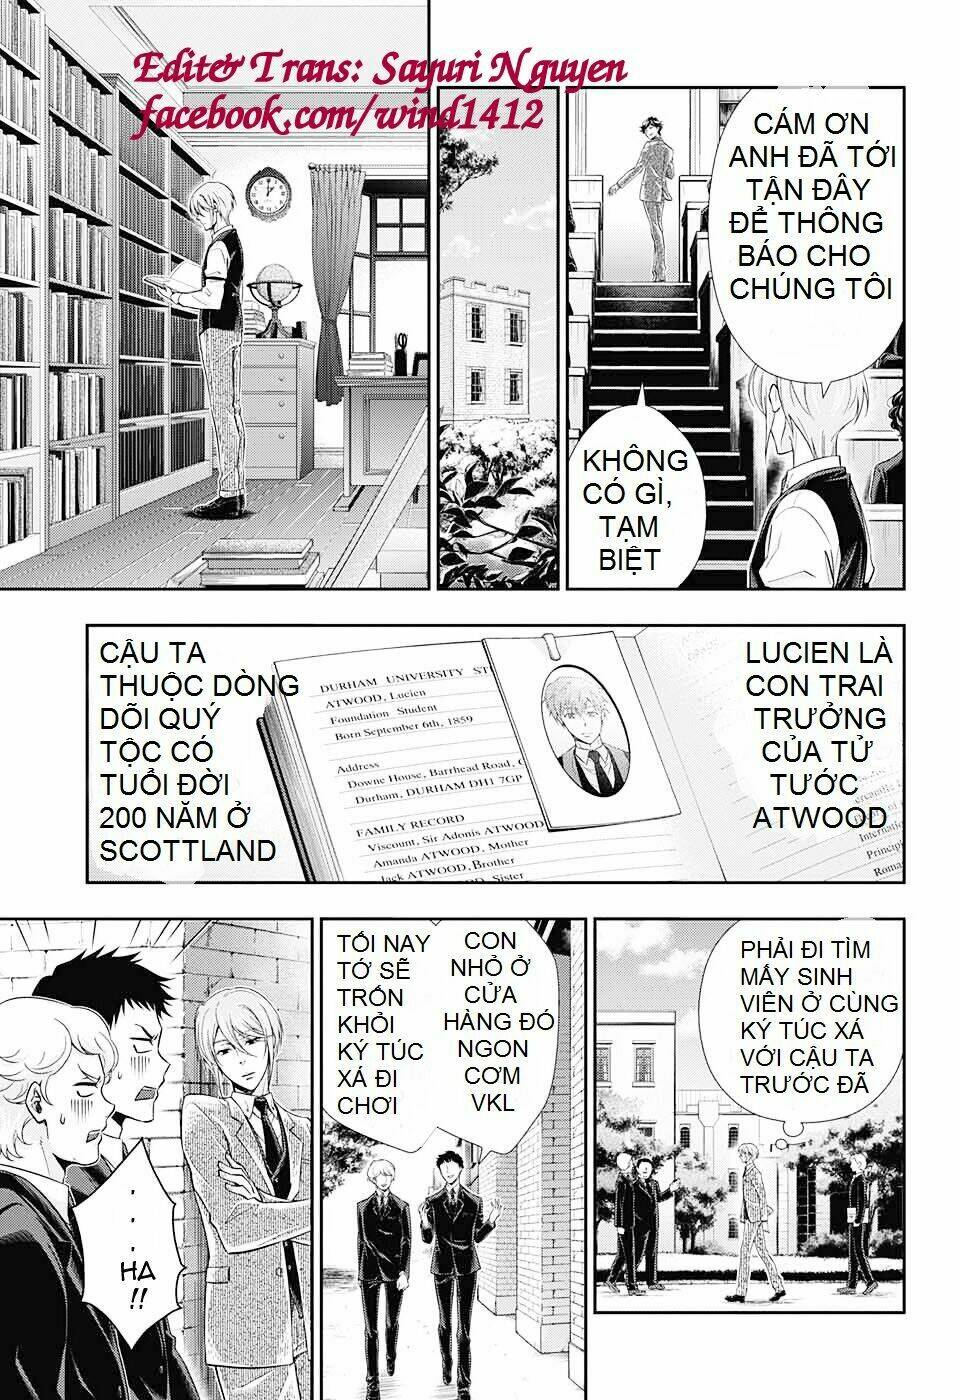 Edit& Trans: Sayuri Nguyen
facebook.com/wind1412
CÁM ƠN
ANH ĐÃ TỚI
TẬN ĐÂY
ĐỂ THÔNG
BÁO CHO
CHÚNG TÔI
KHÔNG
CÓ GÌ,
TẠM
BIỆT
LUCIEN LÀ
CON TRAI
TRƯỞNG
CỦA TỬ
TƯỚC
ATWOOD
DURHAM UNIVERSITY ST
ATWOOD, Lucien
Foundation Student
Born September 6th, 1859
Address
Downe House, Barrhead Road,
Durham, DURHAM DH1 7GP
FAMILY RECORD
Viscount, Sir Adonis ATWOOD
Amanda ATWOOD, Mother
Jack ATWOOD, Brother
ATWOOD, Sister
CẬU TA
THUỘC DÒNG
DÕI QUÝ
TỘC CÓ
TUỔI ĐỜI
200 NĂM Ở
SCOTTLAND
PHẢI ĐI TÌM
MẤY SINH
VIÊN Ở CÙNG
KÝ TÚC XÁ
VỚI CẬU TA
TRƯỚC ĐÃ
CON
NHỎ Ở
CỬA
HÀNG ĐÓ
NGON
CƠM
VKL
TỐI NAY
TỚ SẼ
TRỐN
KHỎI
KÝ TÚC
XÁ ĐI
CHƠI
. . .
HA
!!